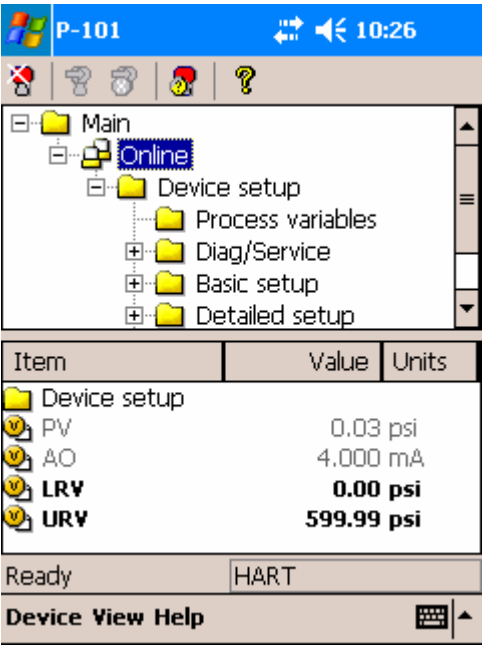 P-101 10:26
Main
Online
Device setup
Process variables
Diag/Service
Basic setup
Detailed setup
Item Value Units
Device setup
PV 0.03 psi
AO 4.000 mA
LRV 0.00 psi
URV 599.99 psi
Ready HART
Device View Help